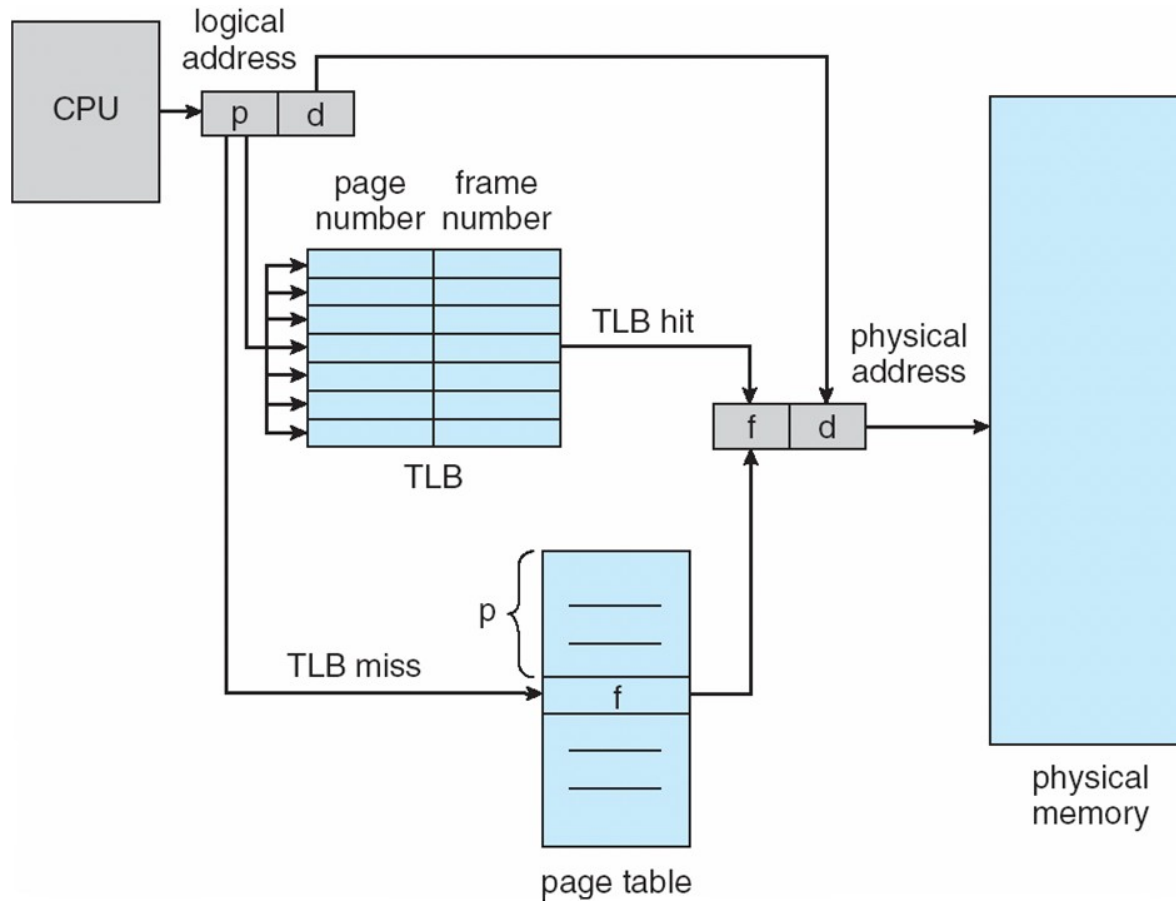 logical
address
CPU
p
d
page
number
frame
number
TLB hit
TLB
physical
address
f
d
p
TLB miss
f
page table
physical
memory